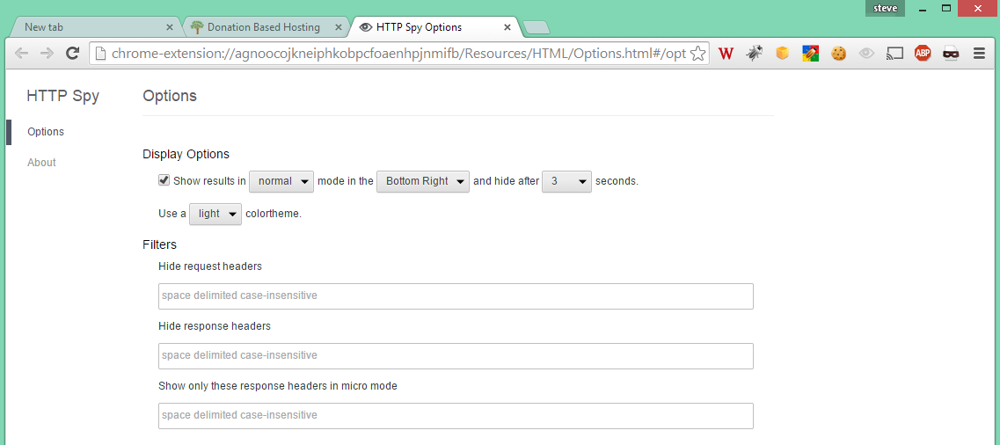 steve
New tab
Donation Based Hosting
HTTP Spy Options
chrome-extension://agnoocojkneiphkobpcfoaenhpjnmifb/Resources/HTML/Options.html#/opt
W
ABP
HTTP Spy
Options
Options
About
Display Options
Show results in normal mode in the Bottom Right and hide after 3 seconds.
Use a light colortheme.
Filters
Hide request headers
space delimited case-insensitive
Hide response headers
space delimited case-insensitive
Show only these response headers in micro mode
space delimited case-insensitive